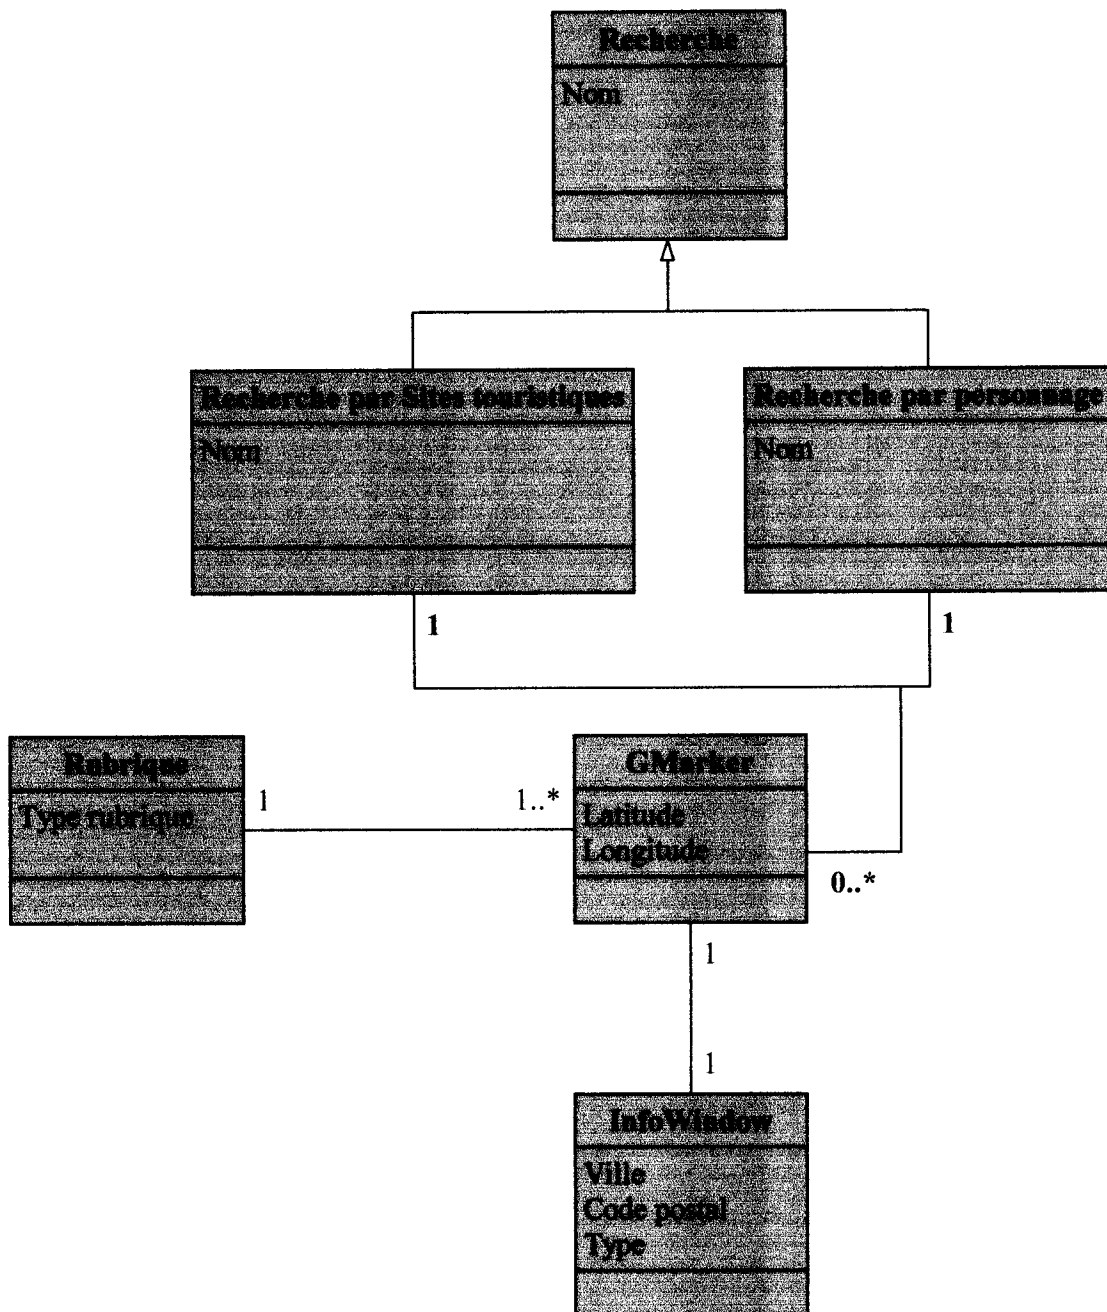 Recherche
Nom
Recherche par Sites touristiques
Nom
Recherche par personnage
Nom
1
1
Rubrique
Type rubrique
1
1..*
GMarker
Latitude
Longitude
0..*
1
1
InfoWindow
Ville
Code postal
Type